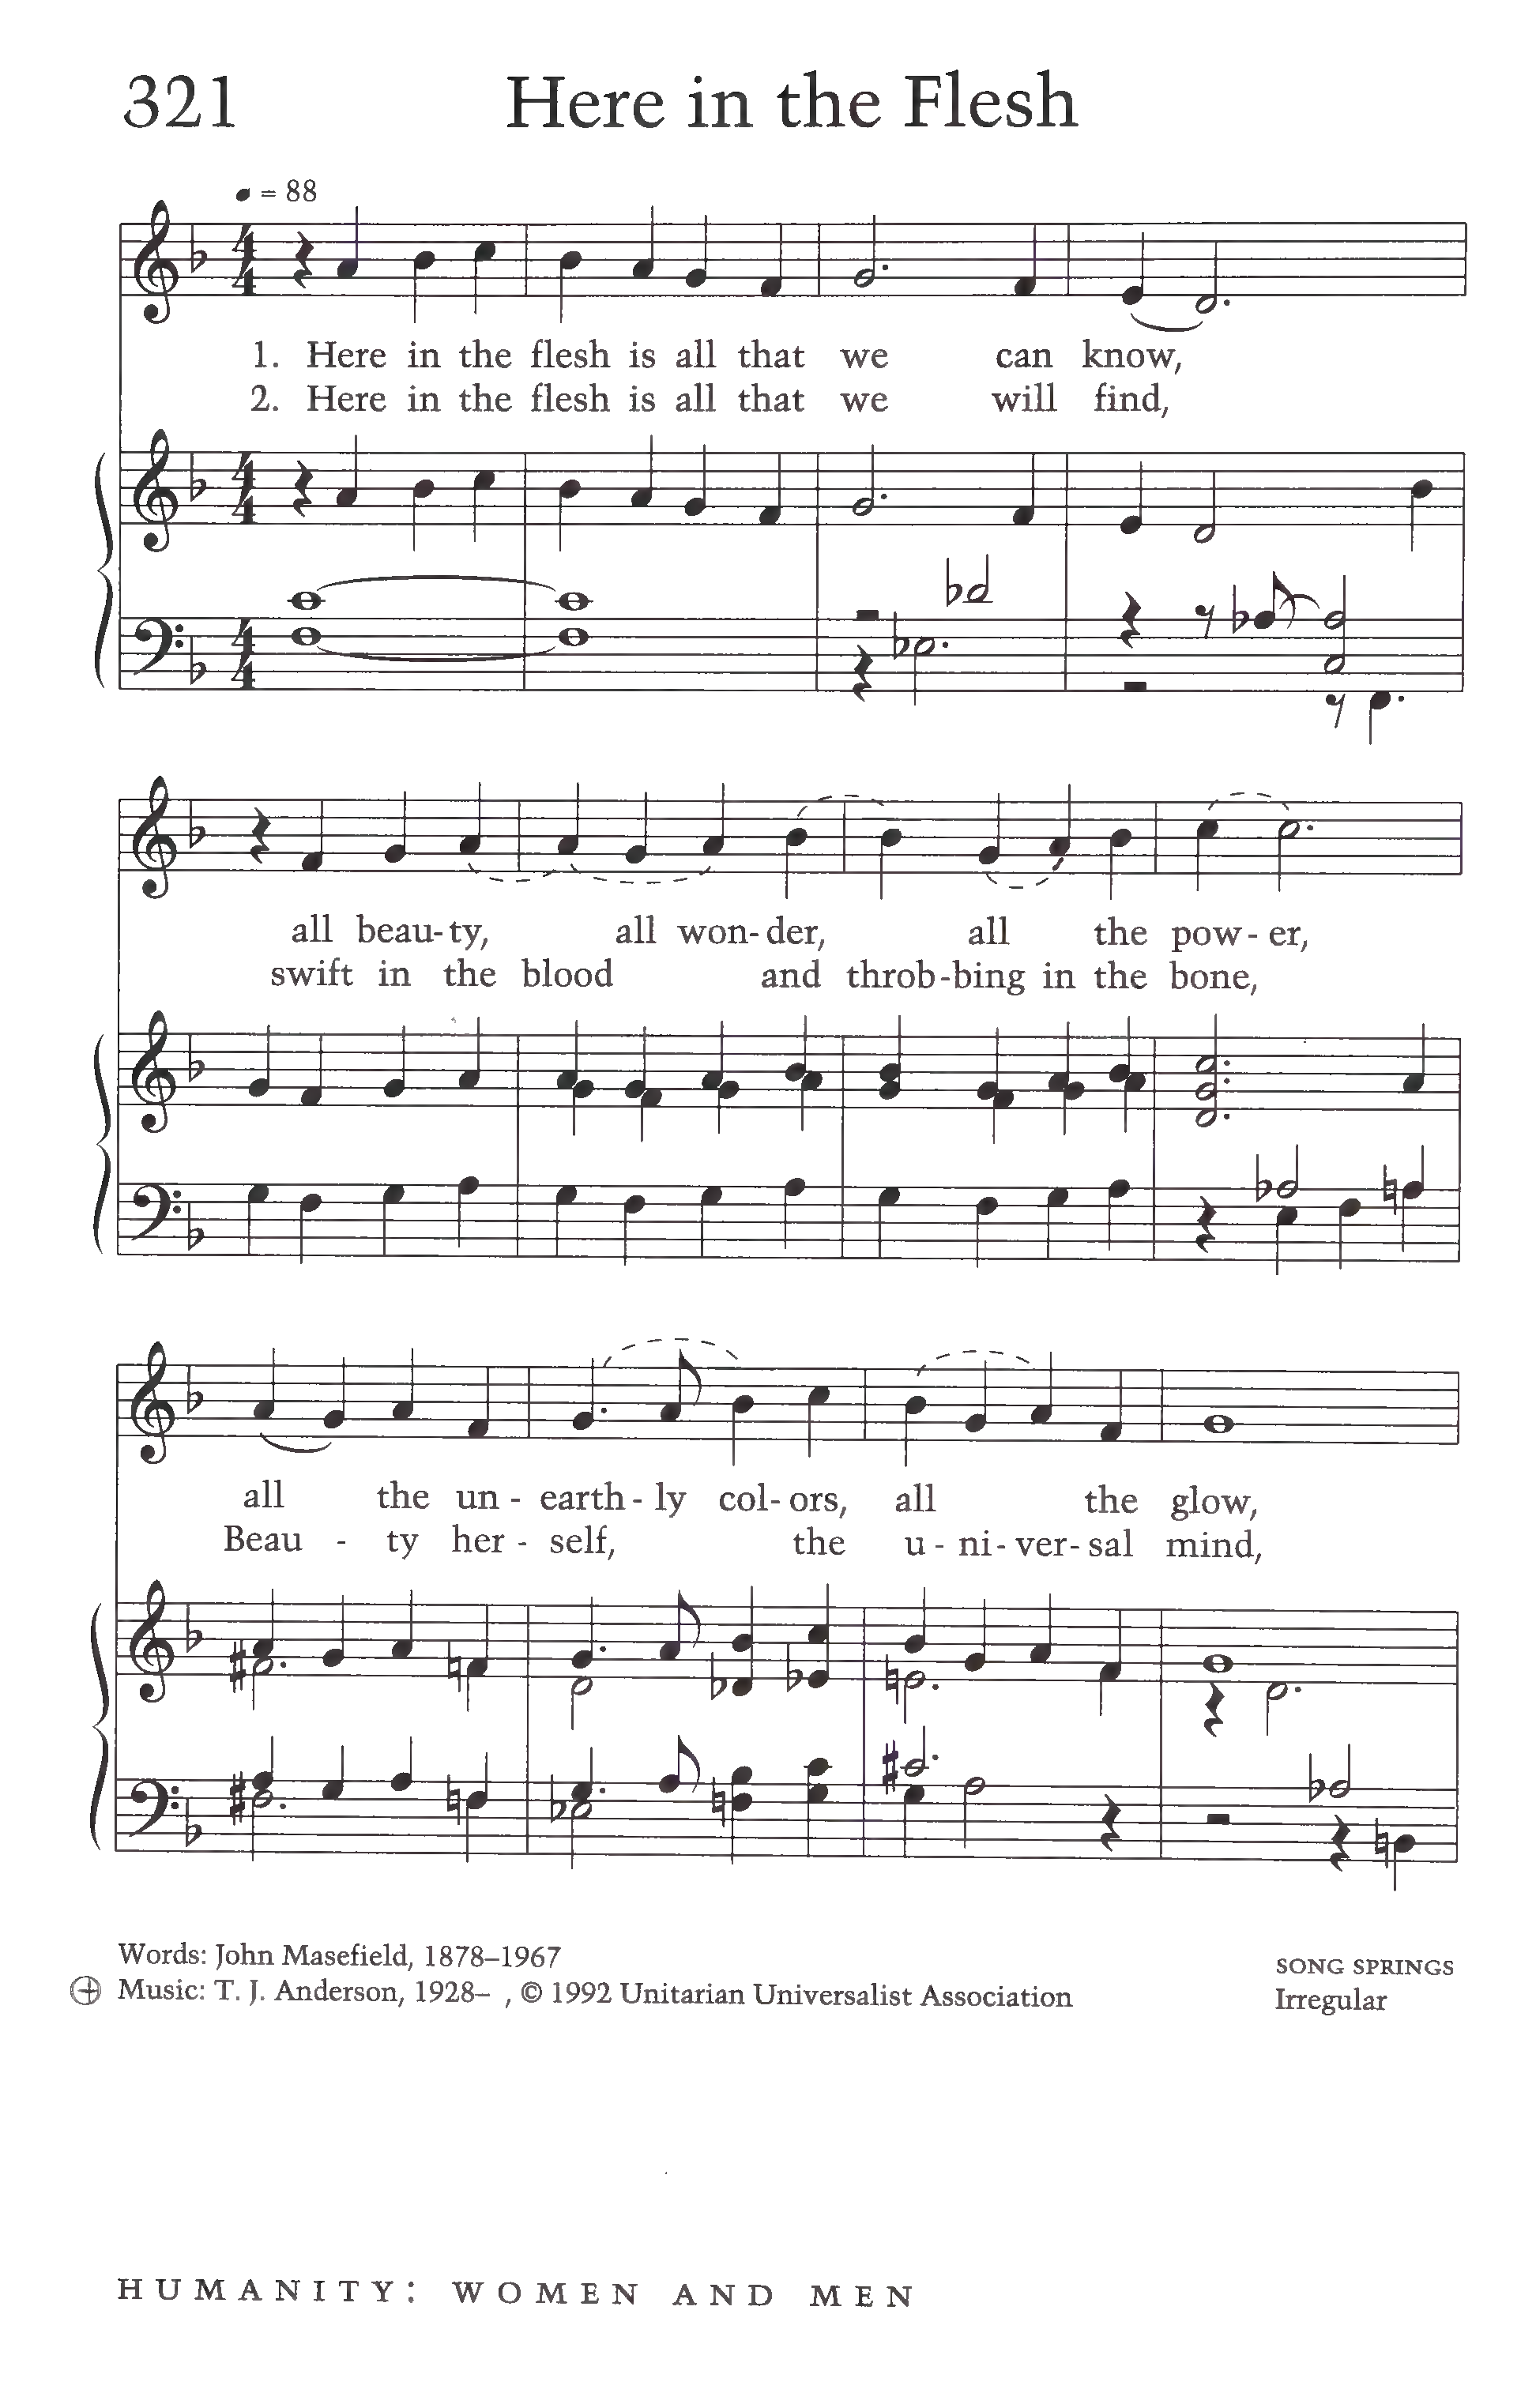 321 Here in the Flesh
= 88
1. Here in the flesh is all that we can know,
2. Here in the flesh is all that we will find,
all beau-ty, all won-der, all the pow-er,
swift in the blood and throb-bing in the bone,
all the un-earth-ly col-ors, all the glow,
Beau-ty her-self, the u-ni-ver-sal mind,
Words: John Masefield, 1878–1967
Music: T. J. Anderson, 1928– , © 1992 Unitarian Universalist Association
SONG SPRINGS
Irregular
HUMANITY: WOMEN AND MEN